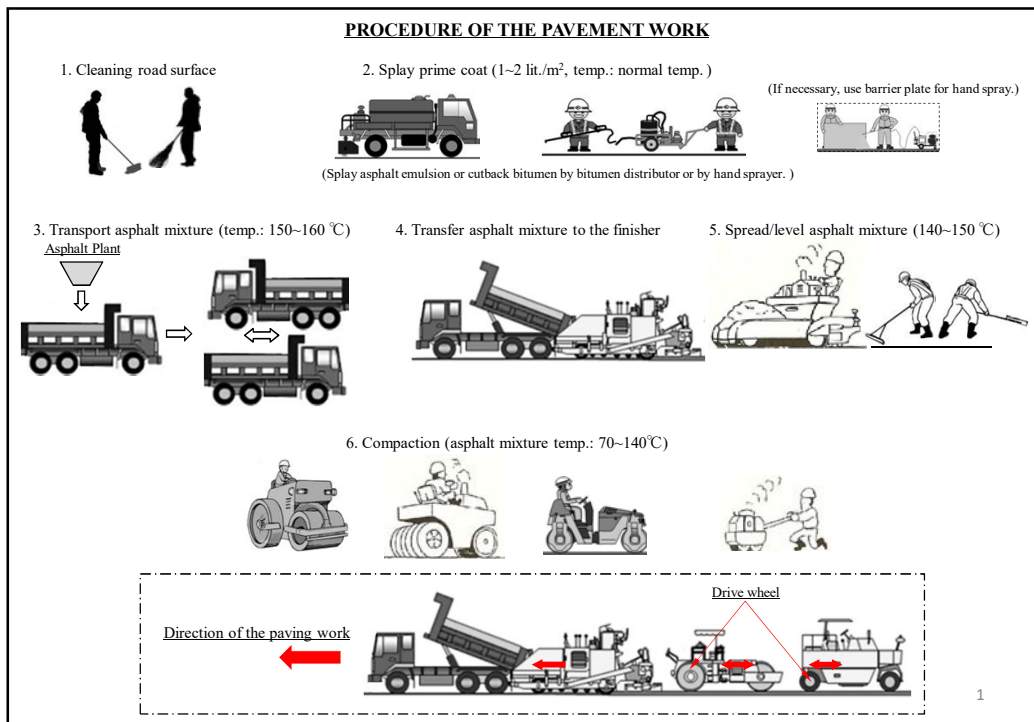 PROCEDURE OF THE PAVEMENT WORK
1. Cleaning road surface
2. Splay prime coat (1~2 lit./m², temp.: normal temp. )
(If necessary, use barrier plate for hand spray.)
(Splay asphalt emulsion or cutback bitumen by bitumen distributor or by hand sprayer. )
3. Transport asphalt mixture (temp.: 150~160 ℃)
Asphalt Plant
4. Transfer asphalt mixture to the finisher
5. Spread/level asphalt mixture (140~150 ℃)
6. Compaction (asphalt mixture temp.: 70~140℃)
Drive wheel
Direction of the paving work
1